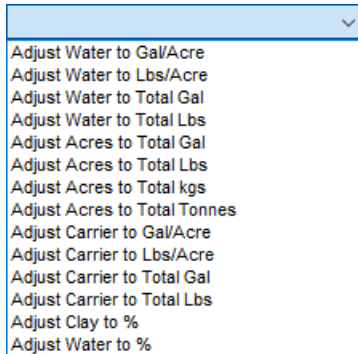 Adjust Water to Gal/Acre
Adjust Water to Lbs/Acre
Adjust Water to Total Gal
Adjust Water to Total Lbs
Adjust Acres to Total Gal
Adjust Acres to Total Lbs
Adjust Acres to Total kgs
Adjust Acres to Total Tonnes
Adjust Carrier to Gal/Acre
Adjust Carrier to Lbs/Acre
Adjust Carrier to Total Gal
Adjust Carrier to Total Lbs
Adjust Clay to %
Adjust Water to %